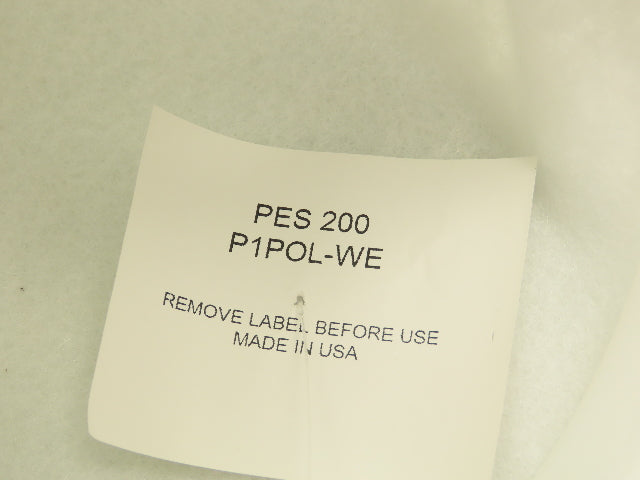 PES 200
P1POL-WE
REMOVE LABEL BEFORE USE
MADE IN USA